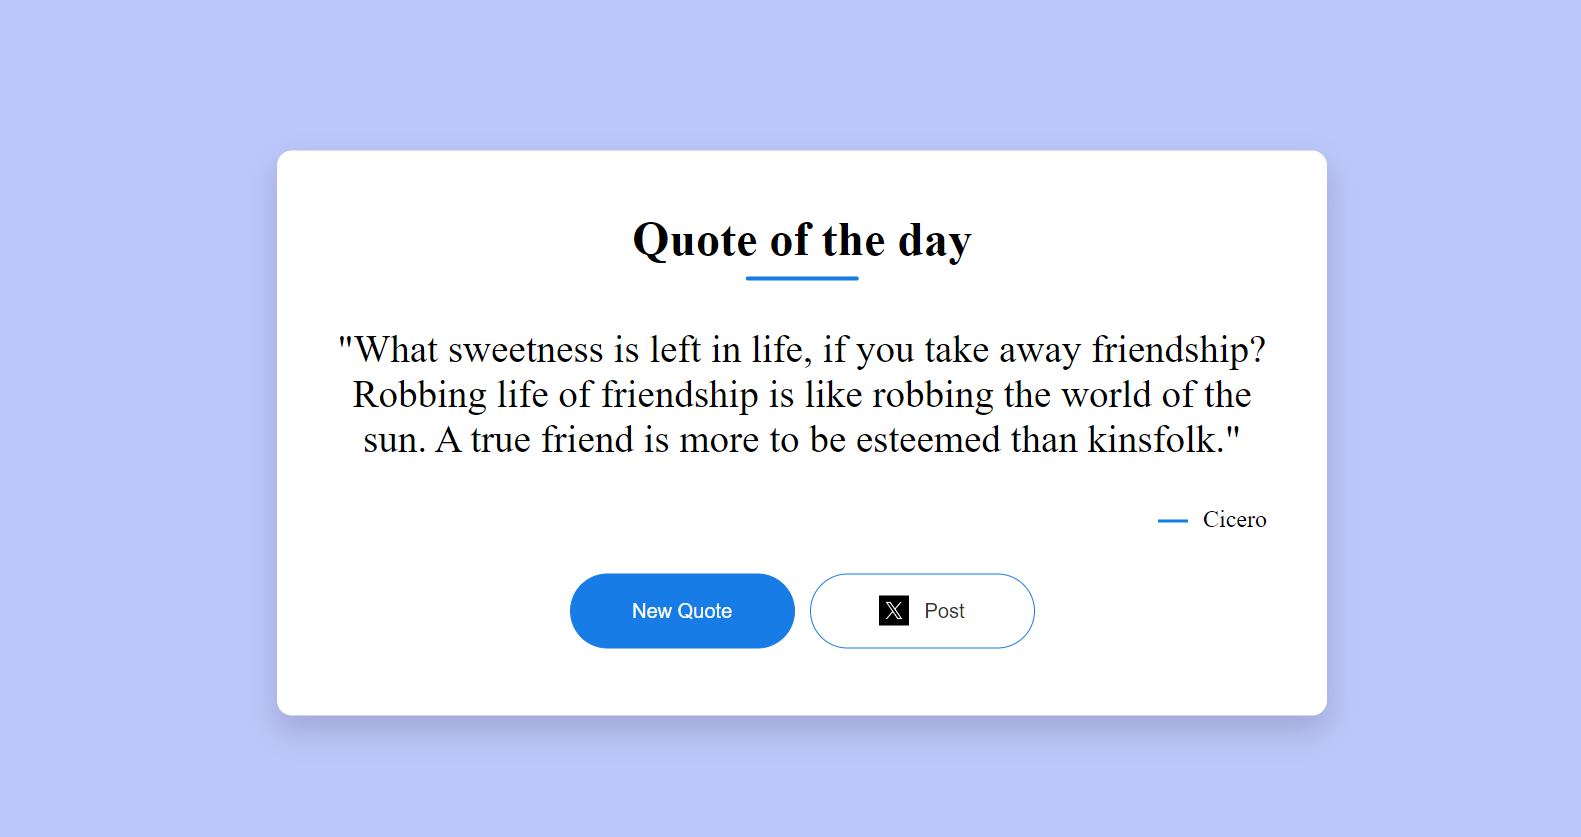 Quote of the day
"What sweetness is left in life, if you take away friendship?
Robbing life of friendship is like robbing the world of the
sun. A true friend is more to be esteemed than kinsfolk."
Cicero
New Quote
X Post